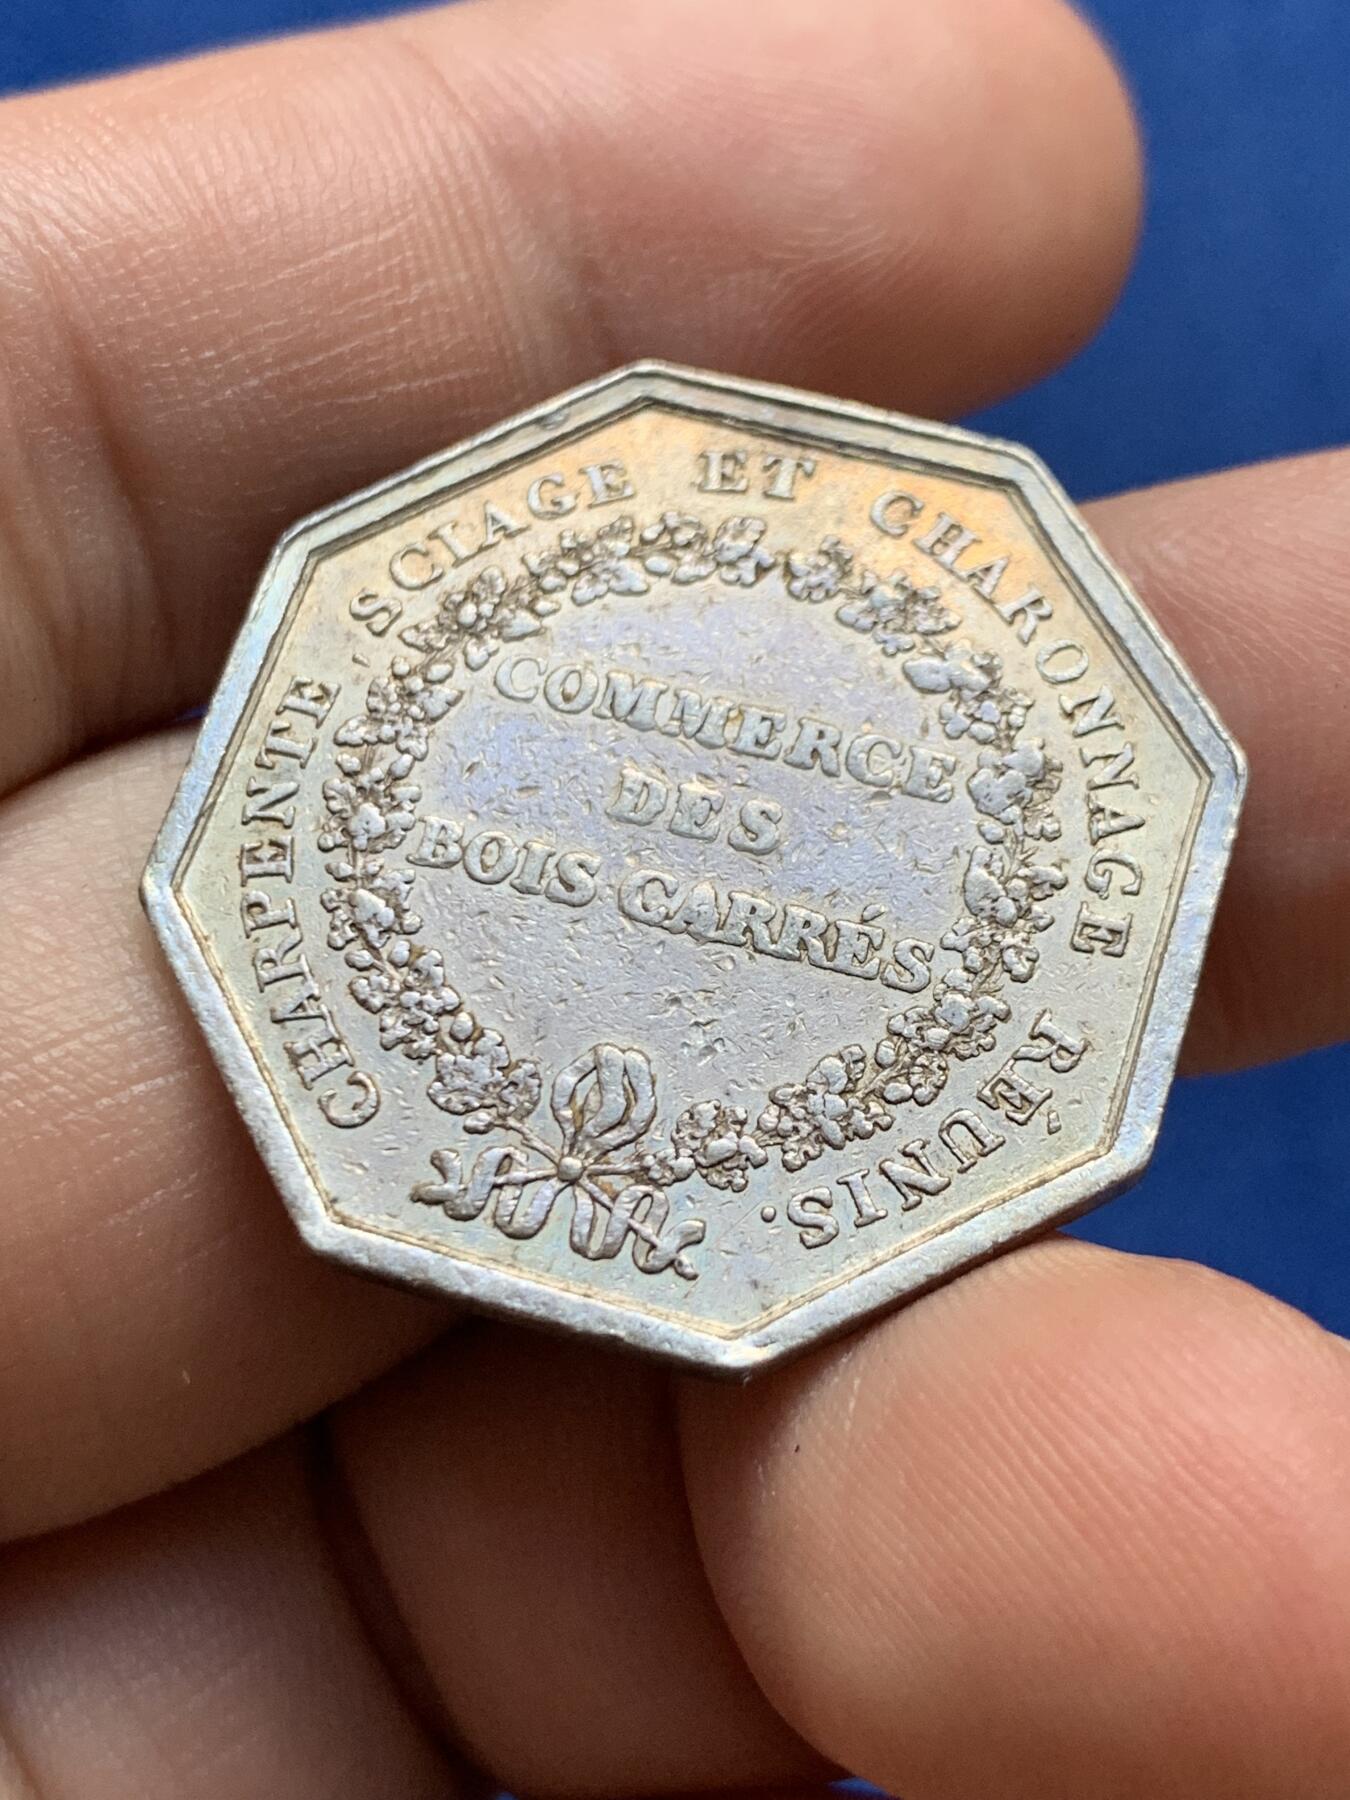 CHARPENTE, SCIAGE ET CHARONNAGE RÉUNIS.
COMMERCE
DES
BOIS CARRÉS